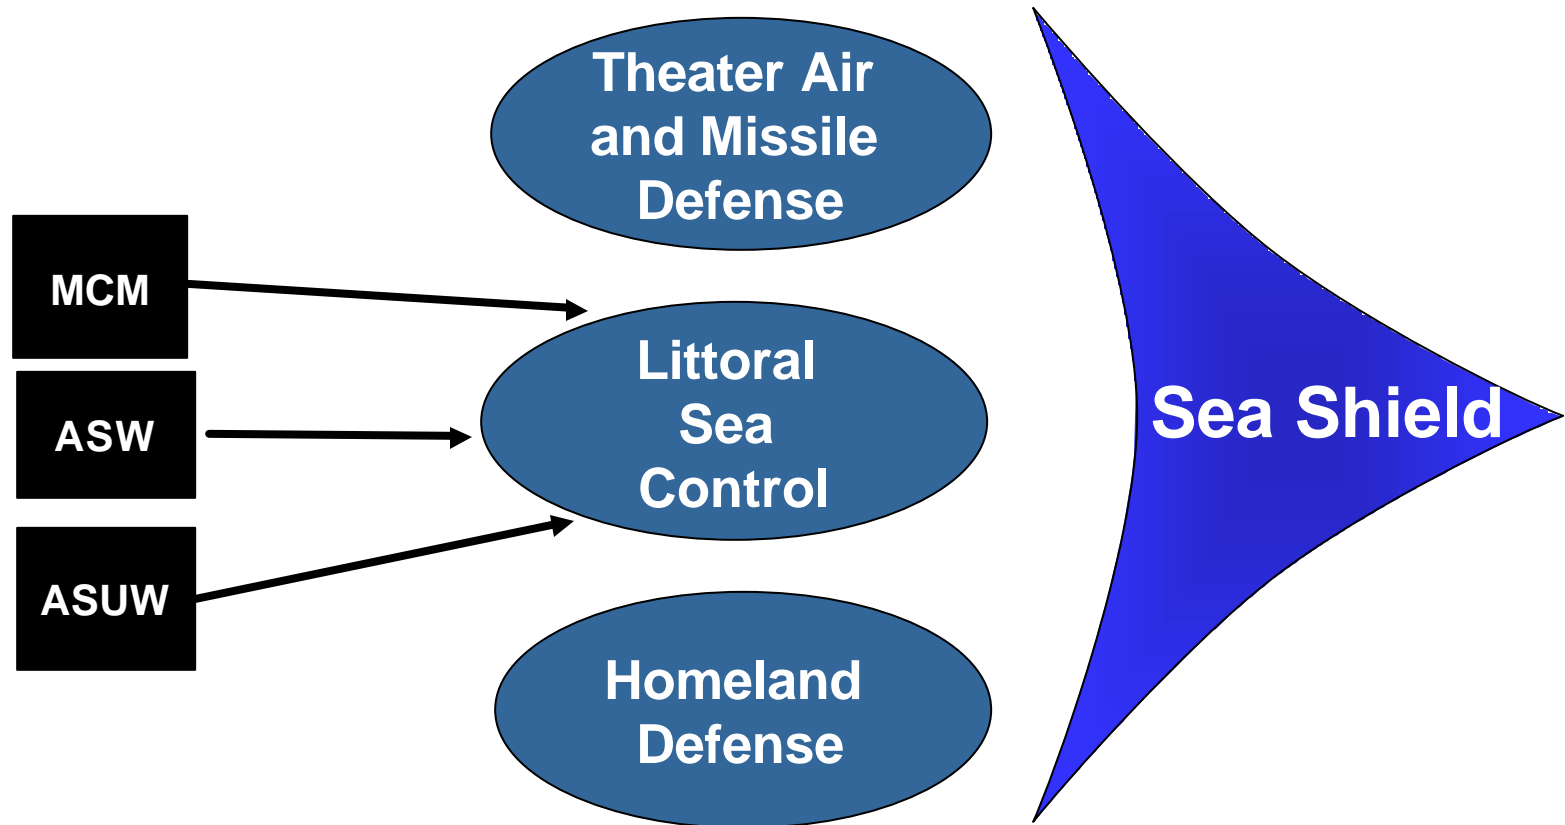 MCM
ASW
ASUW
Theater Air
and Missile
Defense
Littoral
Sea
Control
Homeland
Defense
Sea Shield